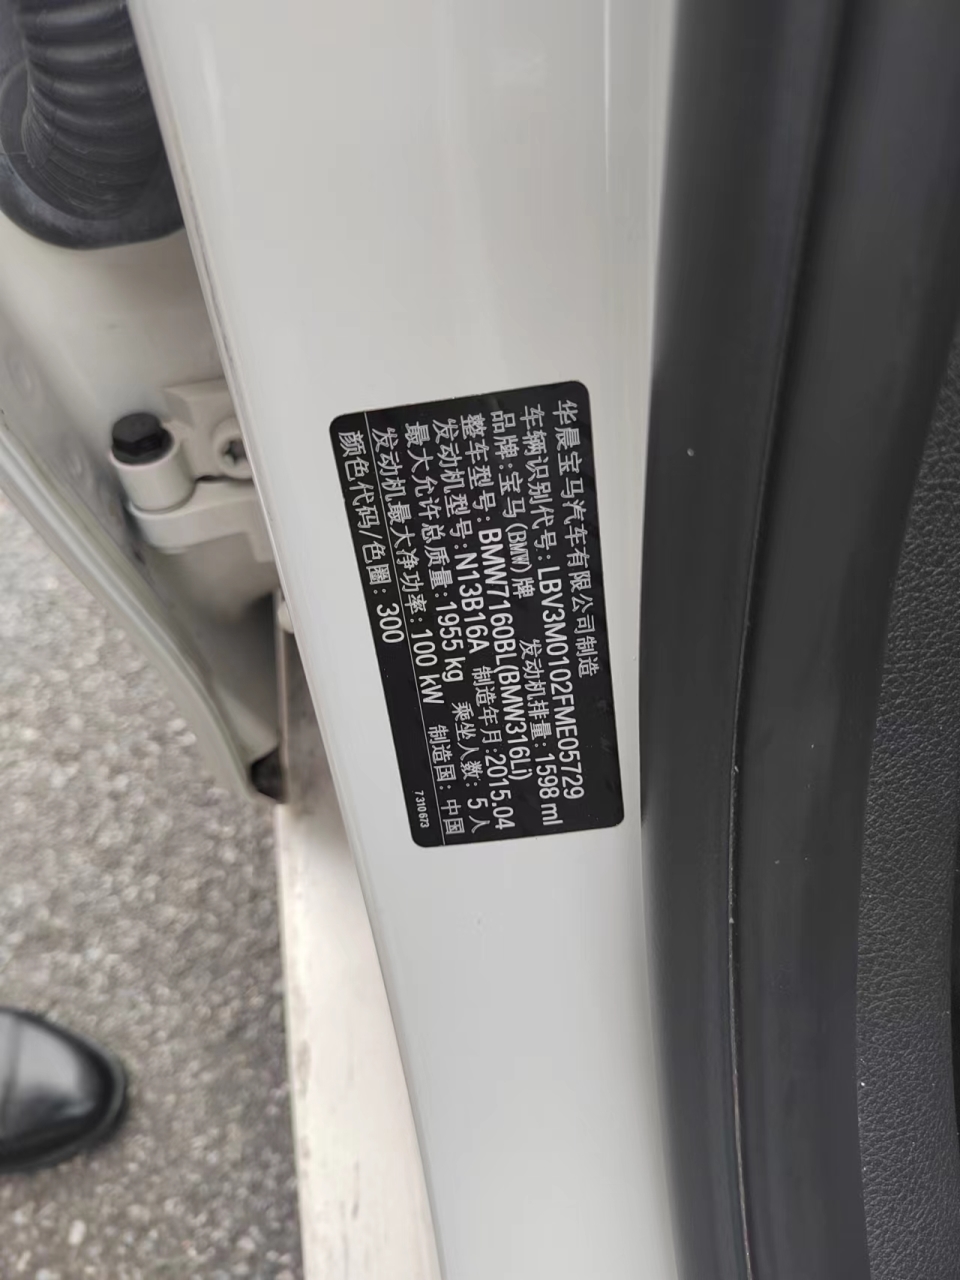 华晨宝马汽车有限公司制造
车辆识别代号:LBV3M0102FME05729
品牌:宝马(BMW)牌 发动机排量:1598 ml
整车型号:BMW7160BL(BMW316Li)
发动机型号:N13B16A 制造年月:2015.04
最大允许总质量:1955 kg 乘坐人数:5人
发动机最大净功率:100 kW 制造国:中国
颜色代码/色圈:300
7310673